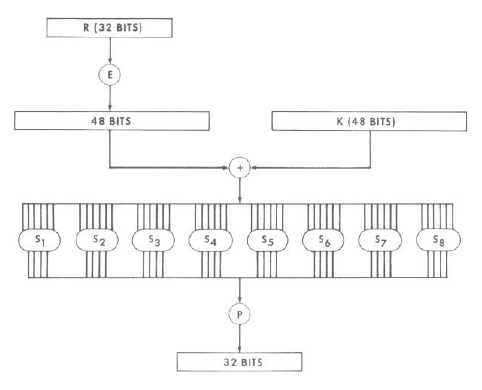 R (32 BITS)
E
48 BITS
K (48 BITS)
+
S1 S2 S3 S4 S5 S6 S7 S8
P
32 BITS